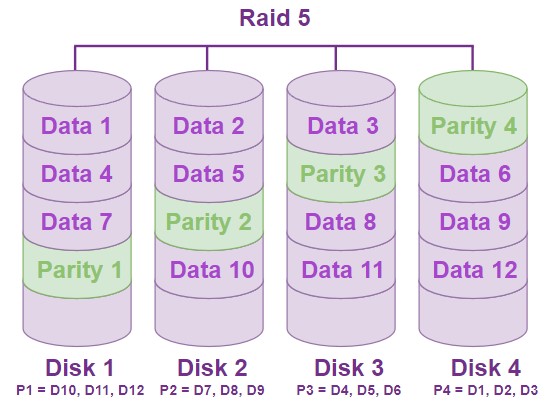 Raid 5
Data 1 Data 2 Data 3 Parity 4
Data 4 Data 5 Parity 3 Data 6
Data 7 Parity 2 Data 8 Data 9
Parity 1 Data 10 Data 11 Data 12
Disk 1 Disk 2 Disk 3 Disk 4
P1 = D10, D11, D12 P2 = D7, D8, D9 P3 = D4, D5, D6 P4 = D1, D2, D3